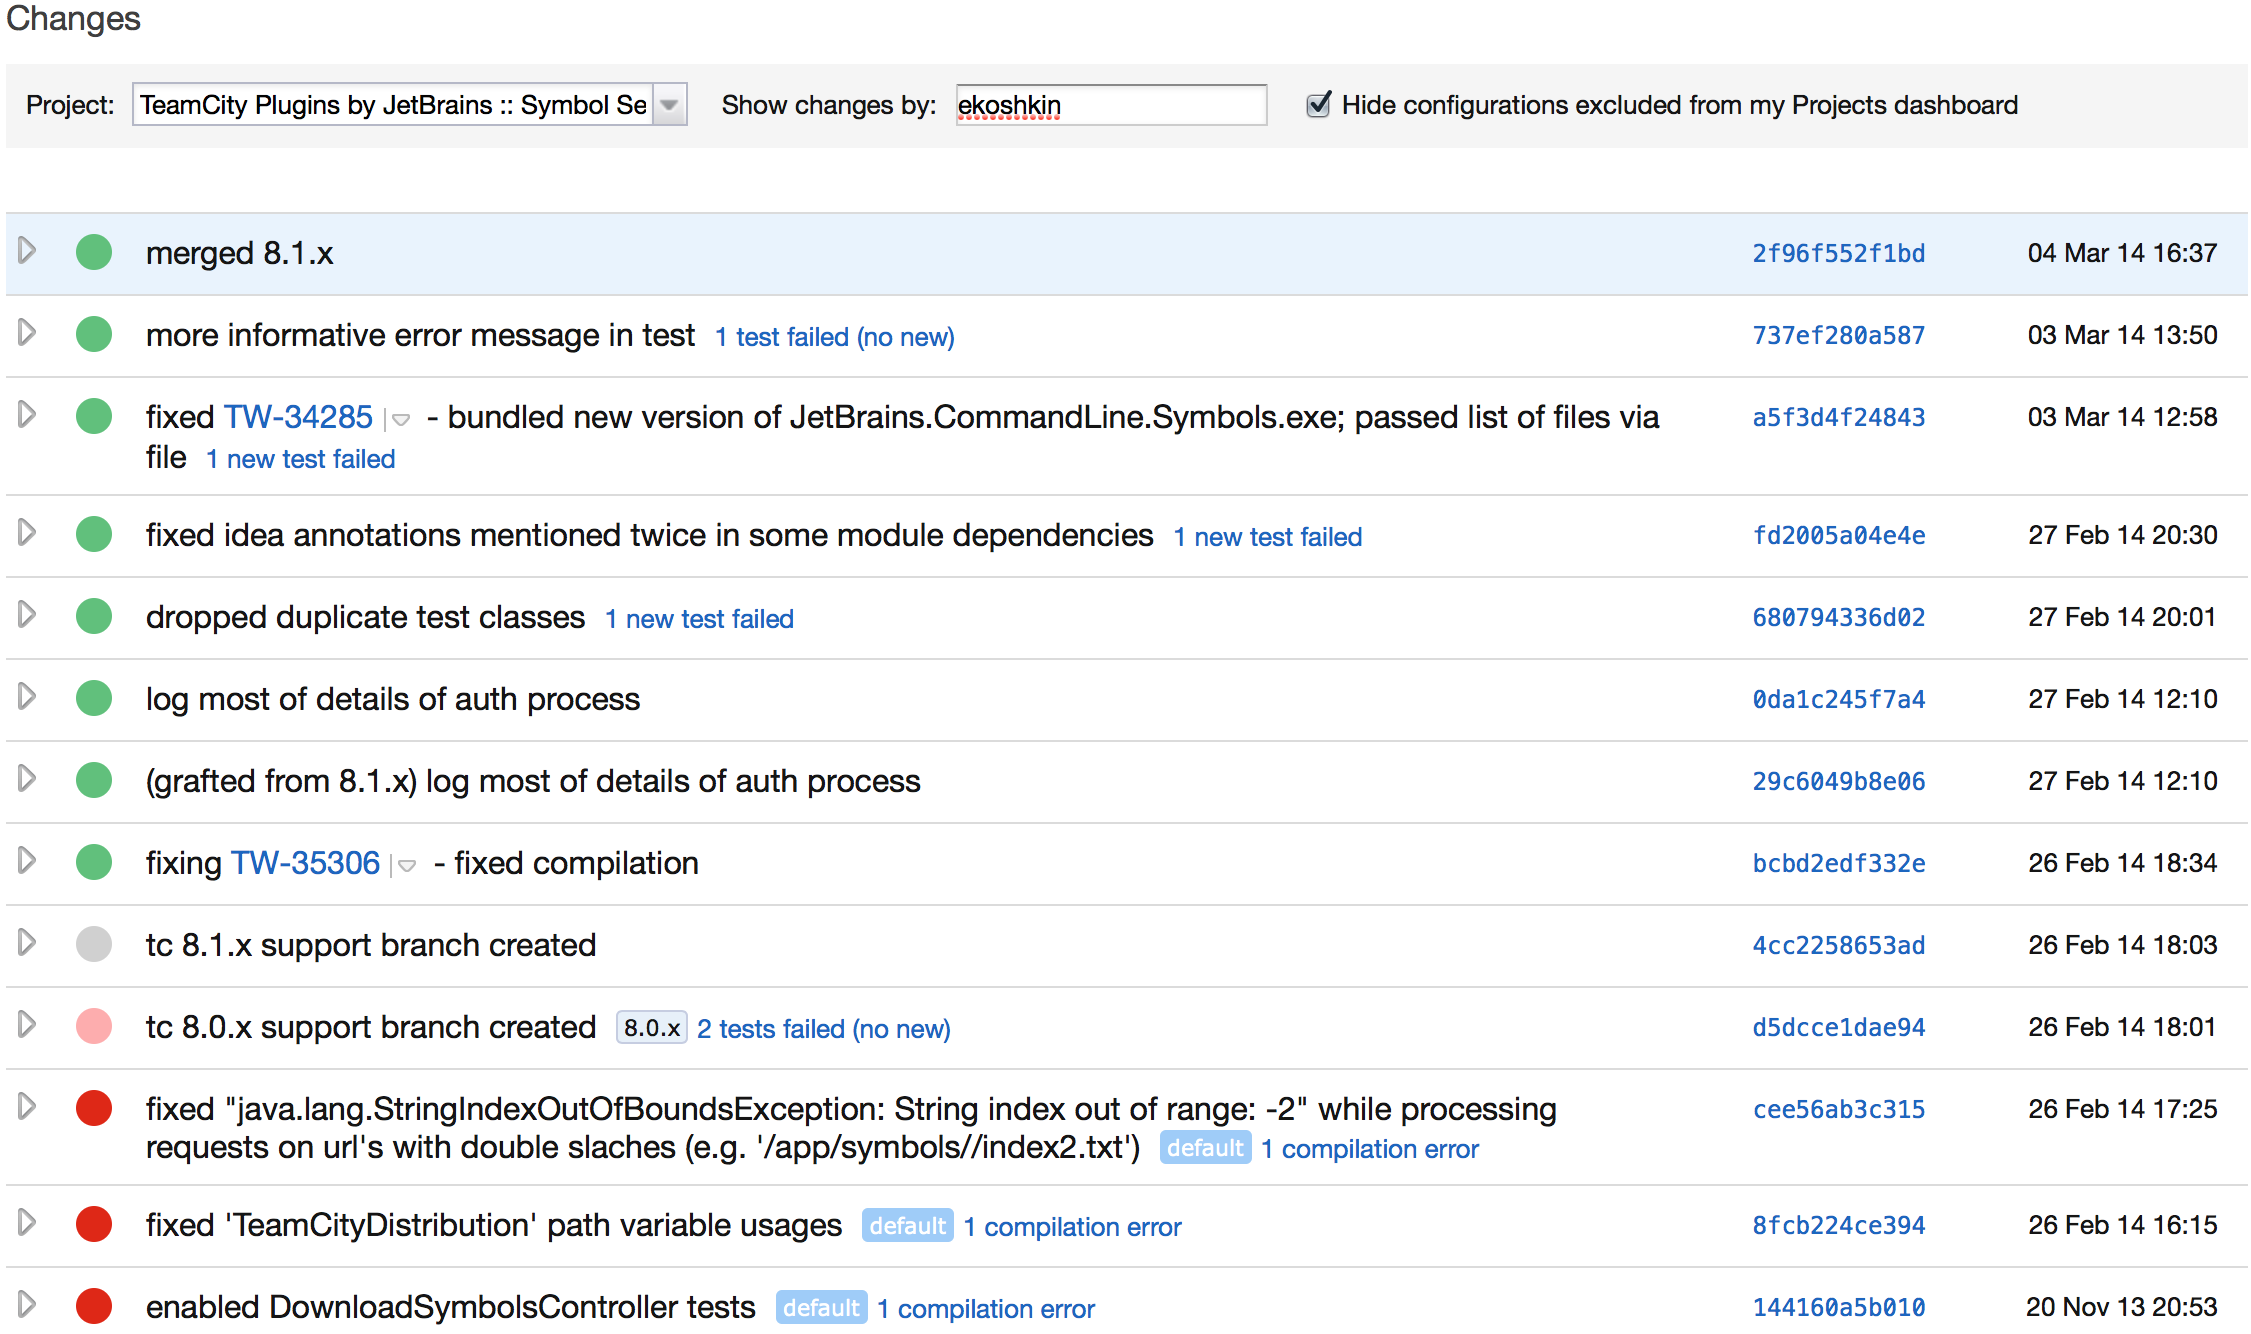 Changes
Project: TeamCity Plugins by JetBrains :: Symbol Se Show changes by: ekoshkin Hide configurations excluded from my Projects dashboard
merged 8.1.x 2f96f552f1bd 04 Mar 14 16:37
more informative error message in test 1 test failed (no new) 737ef280a587 03 Mar 14 13:50
fixed TW-34285 - bundled new version of JetBrains.CommandLine.Symbols.exe; passed list of files via a5f3d4f24843 03 Mar 14 12:58
file 1 new test failed
fixed idea annotations mentioned twice in some module dependencies 1 new test failed fd2005a04e4e 27 Feb 14 20:30
dropped duplicate test classes 1 new test failed 680794336d02 27 Feb 14 20:01
log most of details of auth process 0da1c245f7a4 27 Feb 14 12:10
(grafted from 8.1.x) log most of details of auth process 29c6049b8e06 27 Feb 14 12:10
fixing TW-35306 - fixed compilation bcbd2edf332e 26 Feb 14 18:34
tc 8.1.x support branch created 4cc2258653ad 26 Feb 14 18:03
tc 8.0.x support branch created 8.0.x 2 tests failed (no new) d5dcce1dae94 26 Feb 14 18:01
fixed "java.lang.StringIndexOutOfBoundsException: String index out of range: -2" while processing cee56ab3c315 26 Feb 14 17:25
requests on url's with double slaches (e.g. '/app/symbols//index2.txt') default 1 compilation error
fixed 'TeamCityDistribution' path variable usages default 1 compilation error 8fcb224ce394 26 Feb 14 16:15
enabled DownloadSymbolsController tests default 1 compilation error 144160a5b010 20 Nov 13 20:53